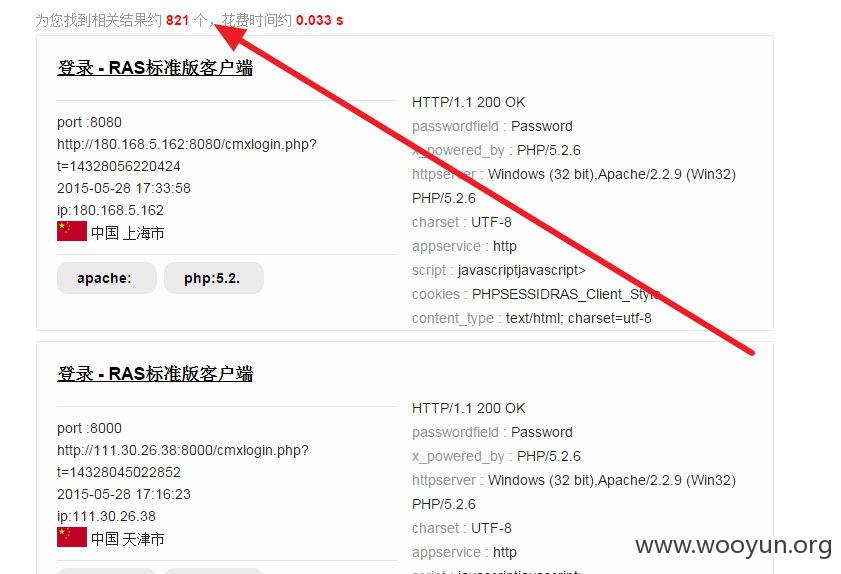 为您找到相关结果约 821 个，花费时间约 0.033 s
登录 - RAS标准版客户端
port :8080
http://180.168.5.162:8080/cmxlogin.php?
t=14328056220424
2015-05-28 17:33:58
ip:180.168.5.162
中国 上海市
apache: php:5.2.
HTTP/1.1 200 OK
passwordfield : Password
x_powered_by : PHP/5.2.6
httpserver : Windows (32 bit),Apache/2.2.9 (Win32)
PHP/5.2.6
charset : UTF-8
appservice : http
script : javascriptjavascript>
cookies : PHPSESSIDRAS_Client_Style
content_type : text/html; charset=utf-8
登录 - RAS标准版客户端
port :8000
http://111.30.26.38:8000/cmxlogin.php?
t=14328045022852
2015-05-28 17:16:23
ip:111.30.26.38
中国 天津市
HTTP/1.1 200 OK
passwordfield : Password
x_powered_by : PHP/5.2.6
httpserver : Windows (32 bit),Apache/2.2.9 (Win32)
PHP/5.2.6
charset : UTF-8
appservice : http
www.wooyun.org